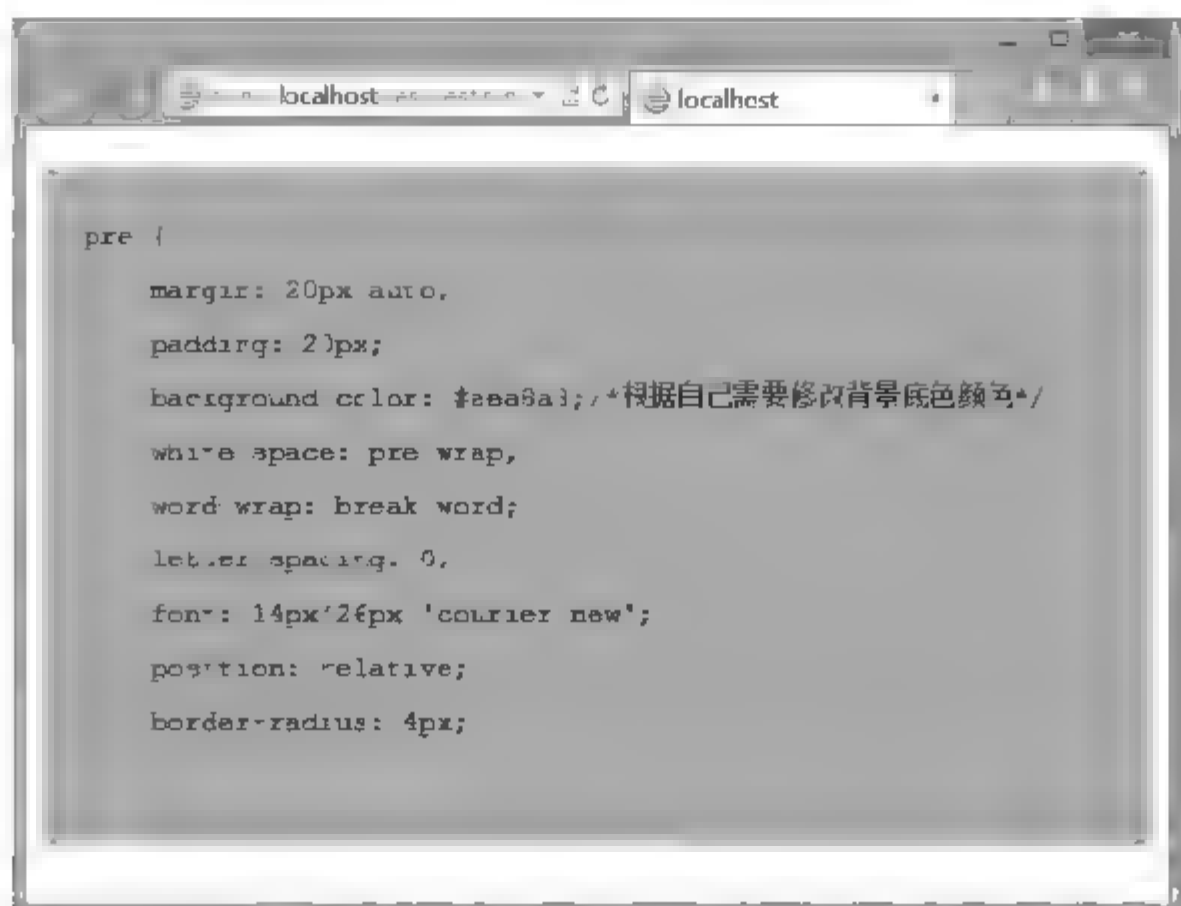 localhost
localhost
pre {
margin: 20px auto;
padding: 20px;
background color: /*根据自己需要修改背景底色颜色*/
white space: pre wrap;
word wrap: break word;
letter spacing: 0;
font: 14px/26px 'courier new';
position: relative;
border-radius: 4px;